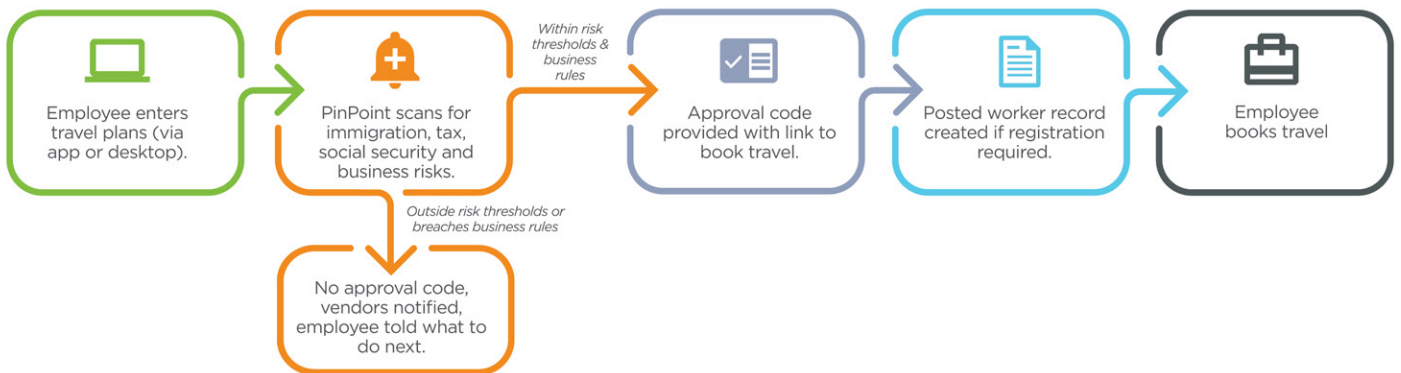 Employee enters
travel plans (via
app or desktop).
PinPoint scans for
immigration, tax,
social security and
business risks.
Within risk
thresholds &
business
rules
Approval code
provided with link to
book travel.
Posted worker record
created if registration
required.
Employee
books travel
Outside risk thresholds or
breaches business rules
No approval code,
vendors notified,
employee told what to
do next.